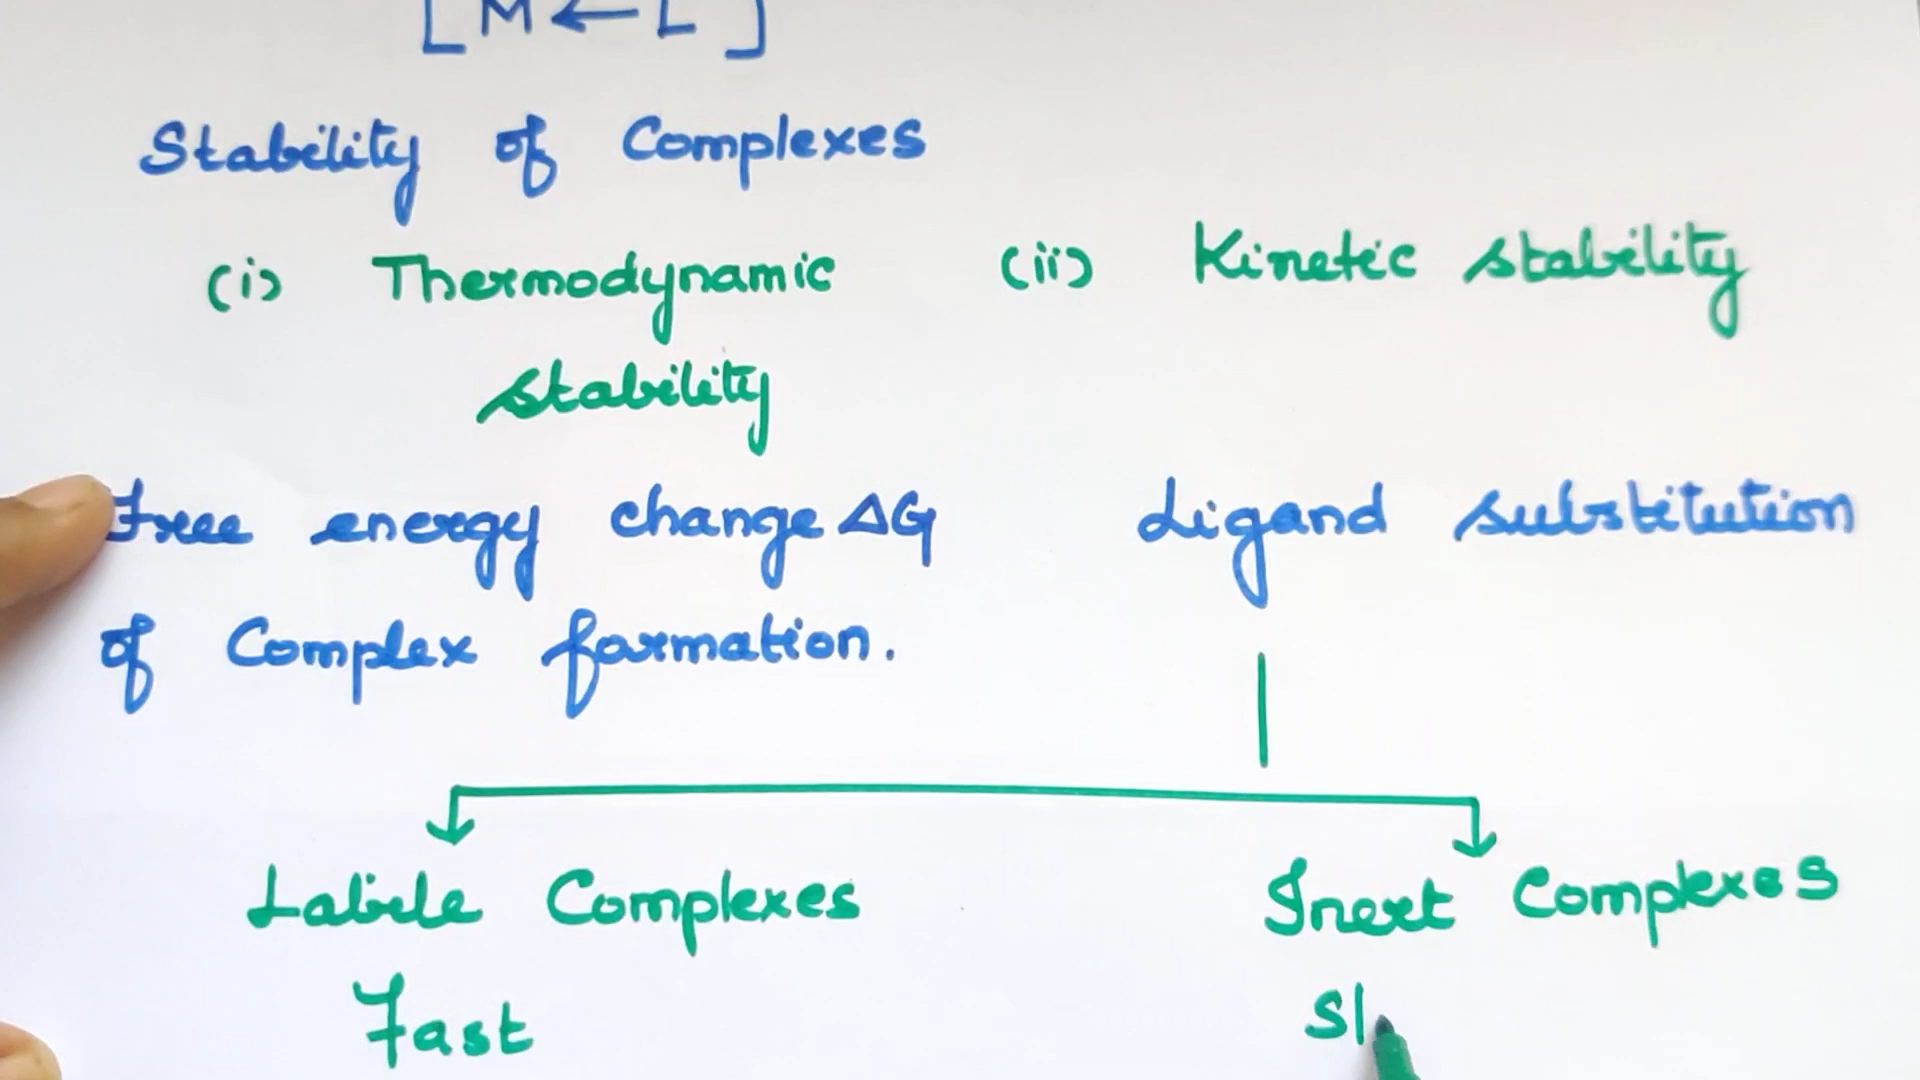 [M←L]
Stability of Complexes
(i) Thermodynamic stability
(ii) Kinetic stability
Free energy change ΔG
of Complex formation.
Ligand substitution
Labile Complexes
Fast
Inert Complexes
Sl